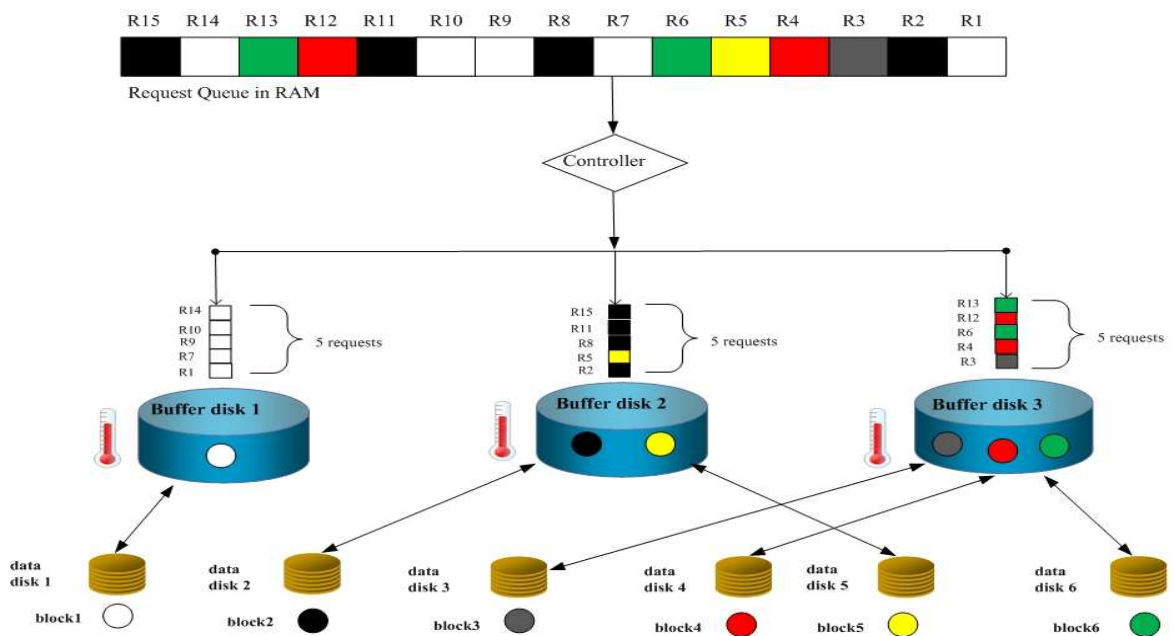 R15 R14 R13 R12 R11 R10 R9 R8 R7 R6 R5 R4 R3 R2 R1
Request Queue in RAM
Controller
R14
R10
R9
R7
R1
5 requests
R15
R11
R8
R5
R2
5 requests
R13
R12
R6
R4
R3
5 requests
Buffer disk 1
Buffer disk 2
Buffer disk 3
data
disk 1
block1
data
disk 2
block2
data
disk 3
block3
data
disk 4
block4
data
disk 5
block5
data
disk 6
block6